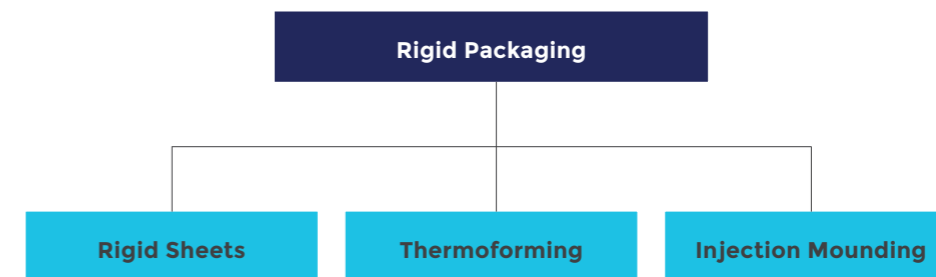 Rigid Packaging
Rigid Sheets
Thermoforming
Injection Mounding